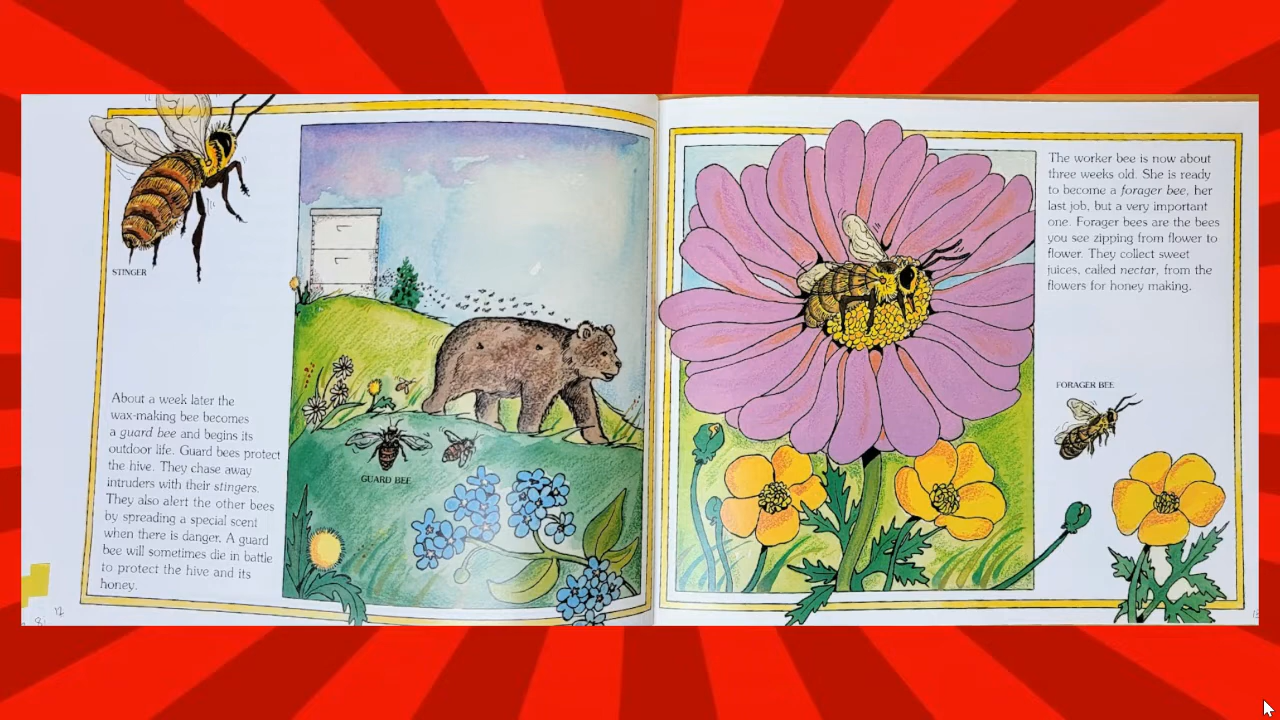 STINGER
About a week later the
wax-making bee becomes
a guard bee and begins its
outdoor life. Guard bees protect
the hive. They chase away
intruders with their stingers.
They also alert the other bees
by spreading a special scent
when there is danger. A guard
bee will sometimes die in battle
to protect the hive and its
honey.
GUARD BEE
12
The worker bee is now about
three weeks old. She is ready
to become a forager bee, her
last job, but a very important
one. Forager bees are the bees
you see zipping from flower to
flower. They collect sweet
juices, called nectar, from the
flowers for honey making.
FORAGER BEE